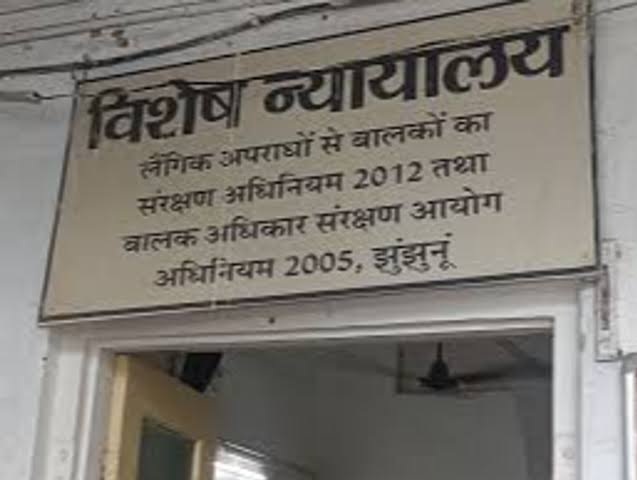 विशेष न्यायालय
लैंगिक अपराधों से बालकों का
संरक्षण अधिनियम 2012 तथा
बालक अधिकार संरक्षण आयोग
अधिनियम 2005, झुंझुनूं